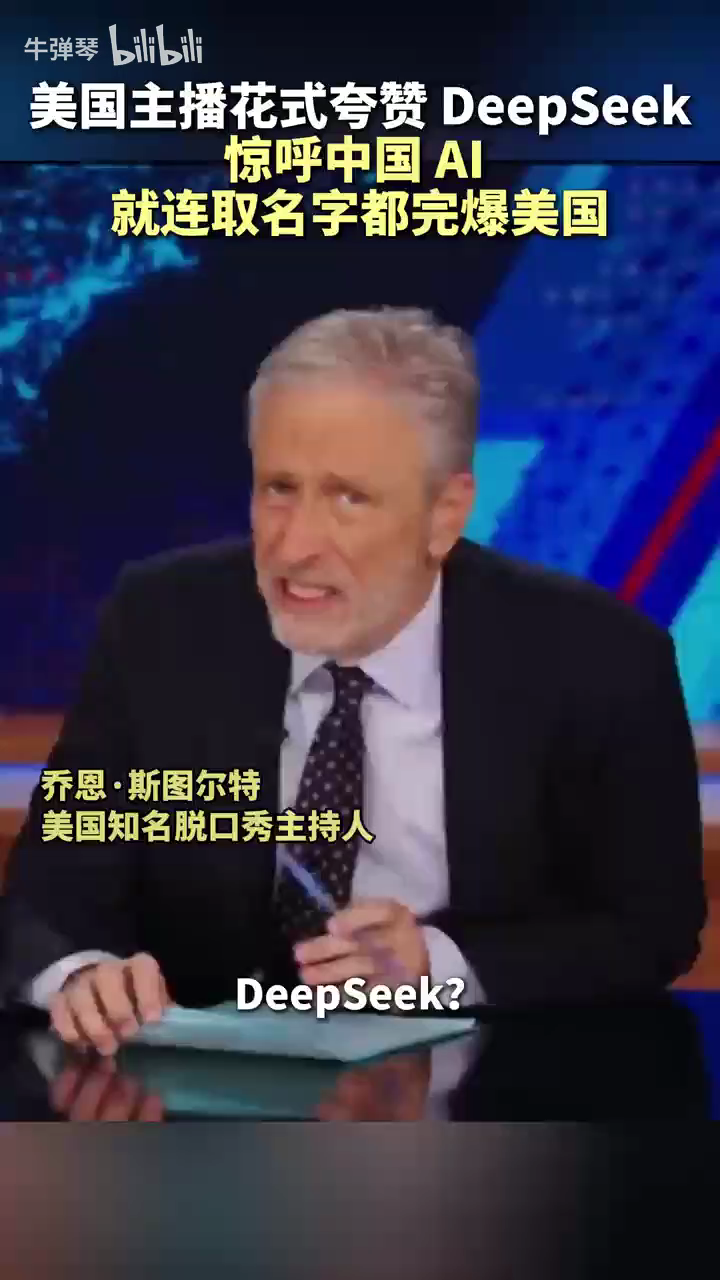 牛弹琴 bilibili
美国主播花式夸赞 DeepSeek
惊呼中国 AI
就连取名字都完爆美国
乔恩·斯图尔特
美国知名脱口秀主持人
DeepSeek?